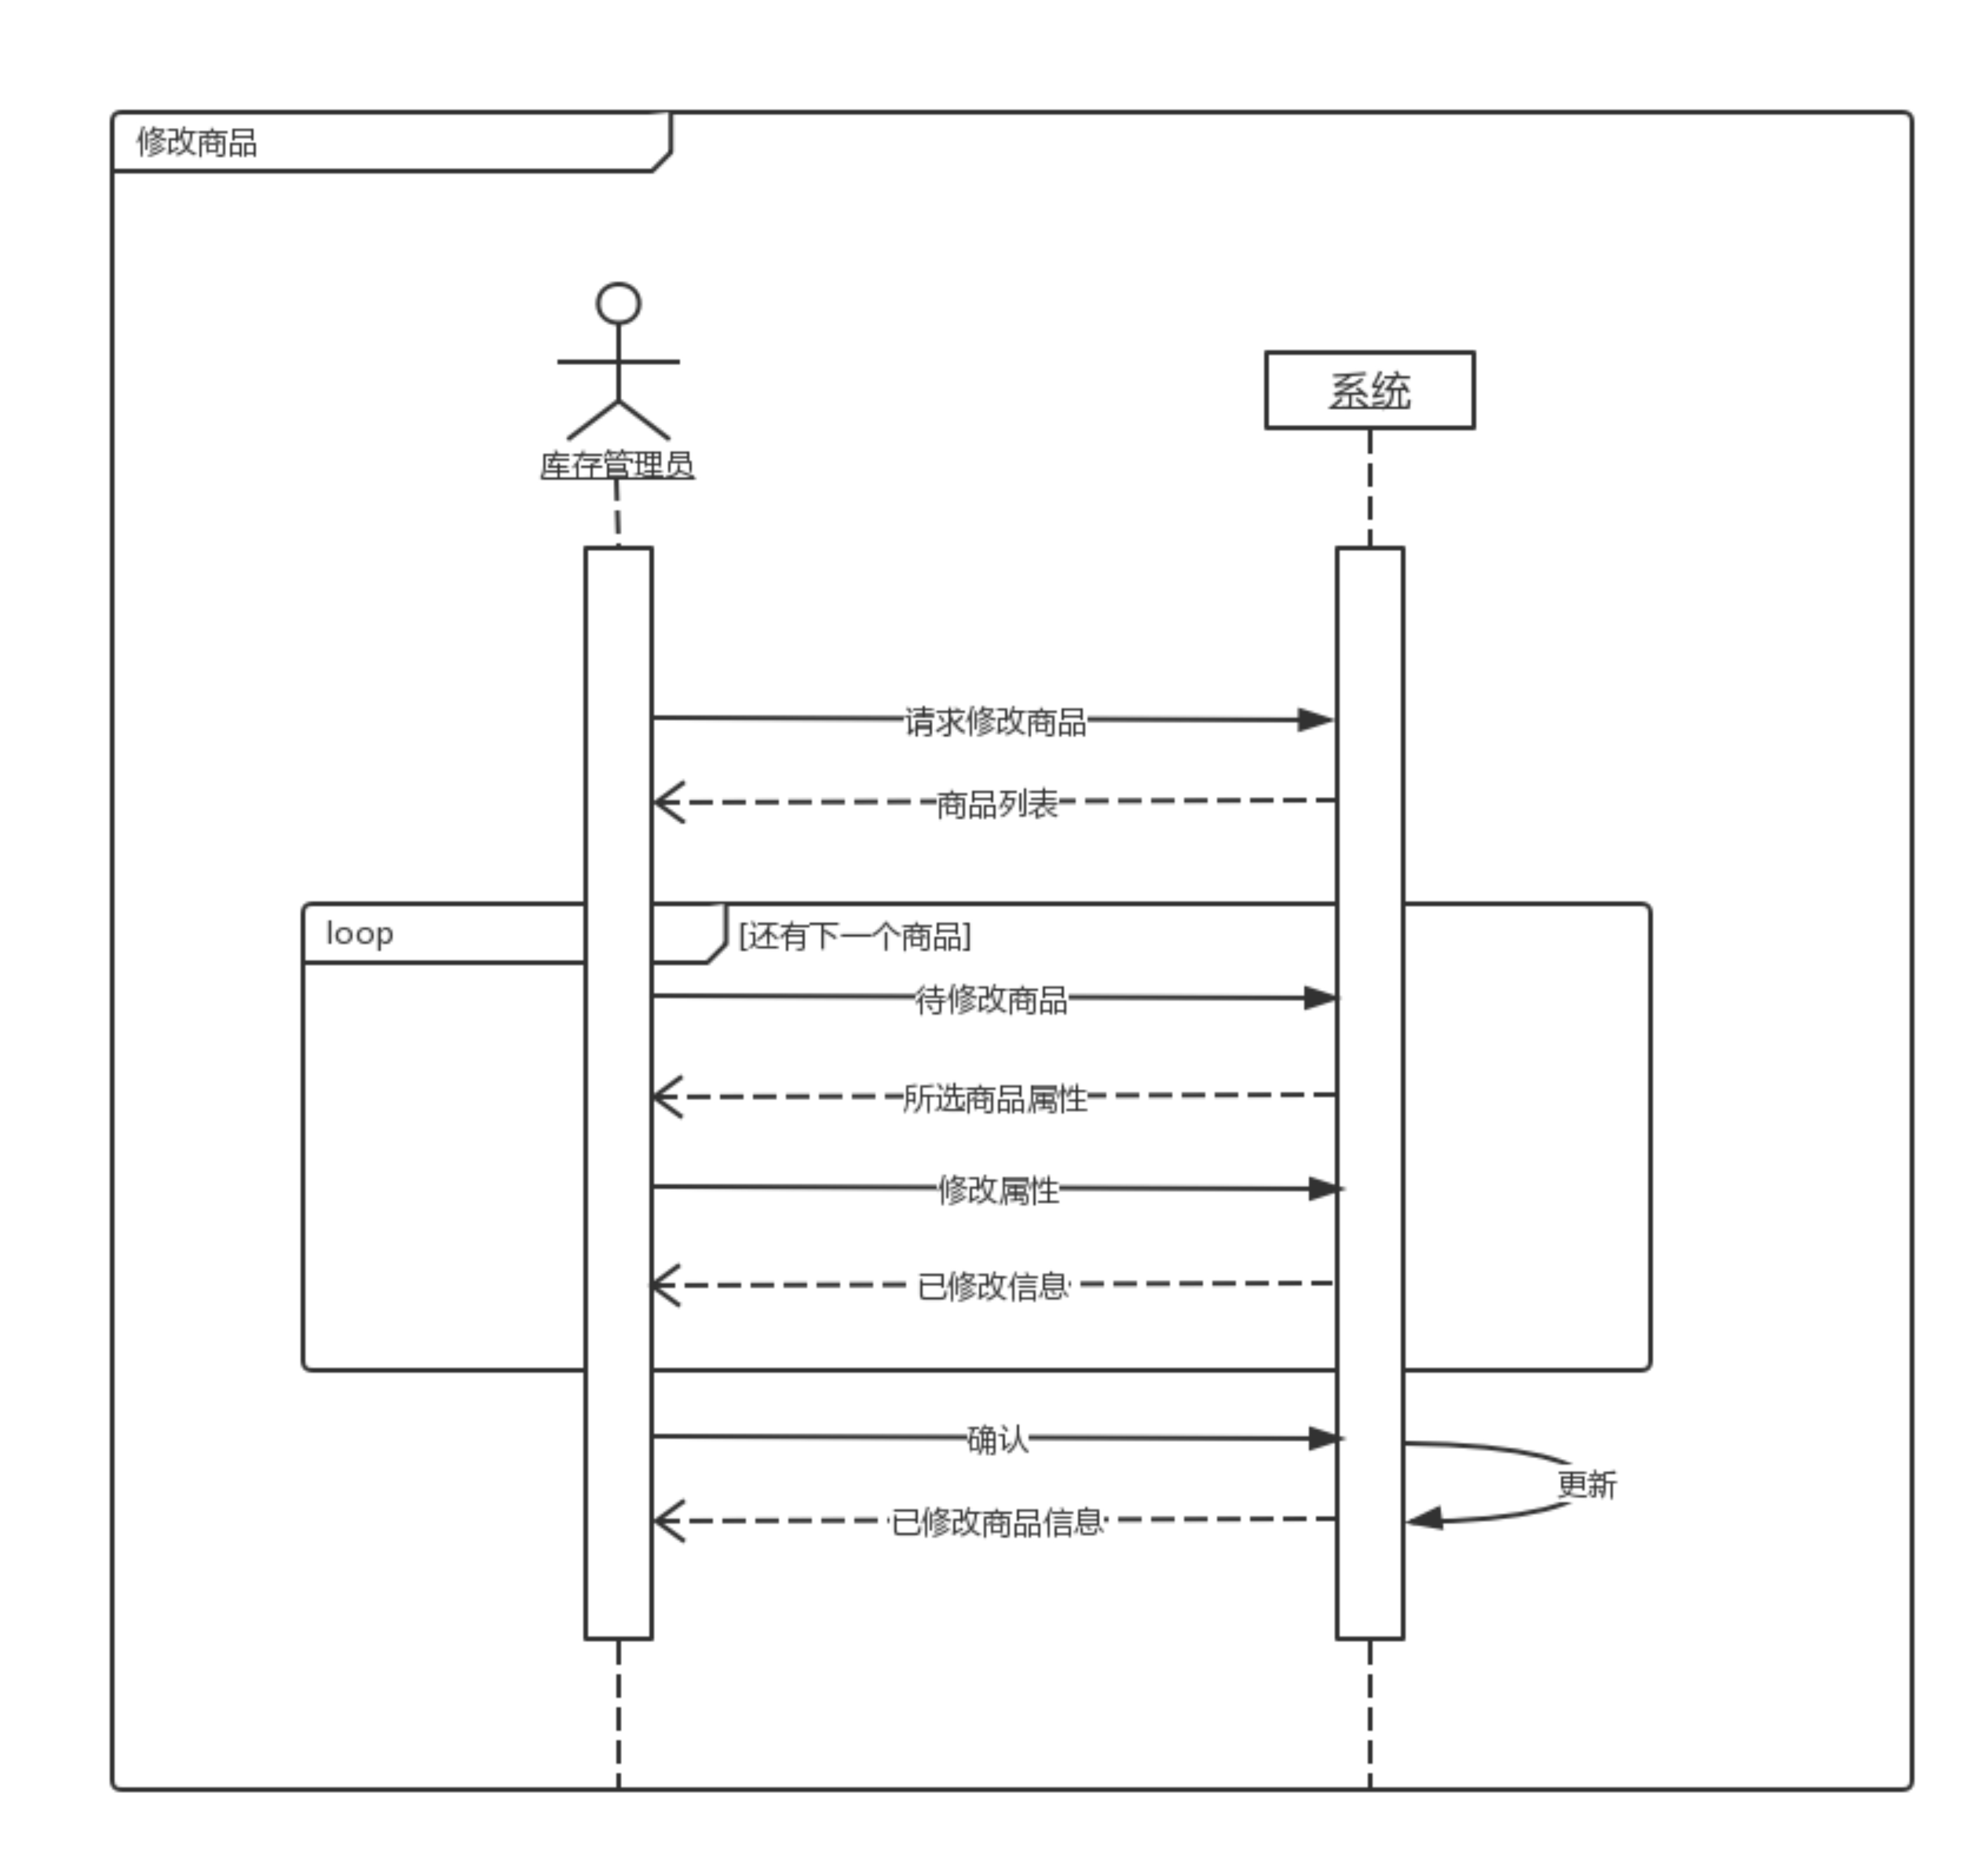 修改商品
库存管理员
系统
请求修改商品
商品列表
loop
[还有下一个商品]
待修改商品
所选商品属性
修改属性
已修改信息
确认
更新
已修改商品信息